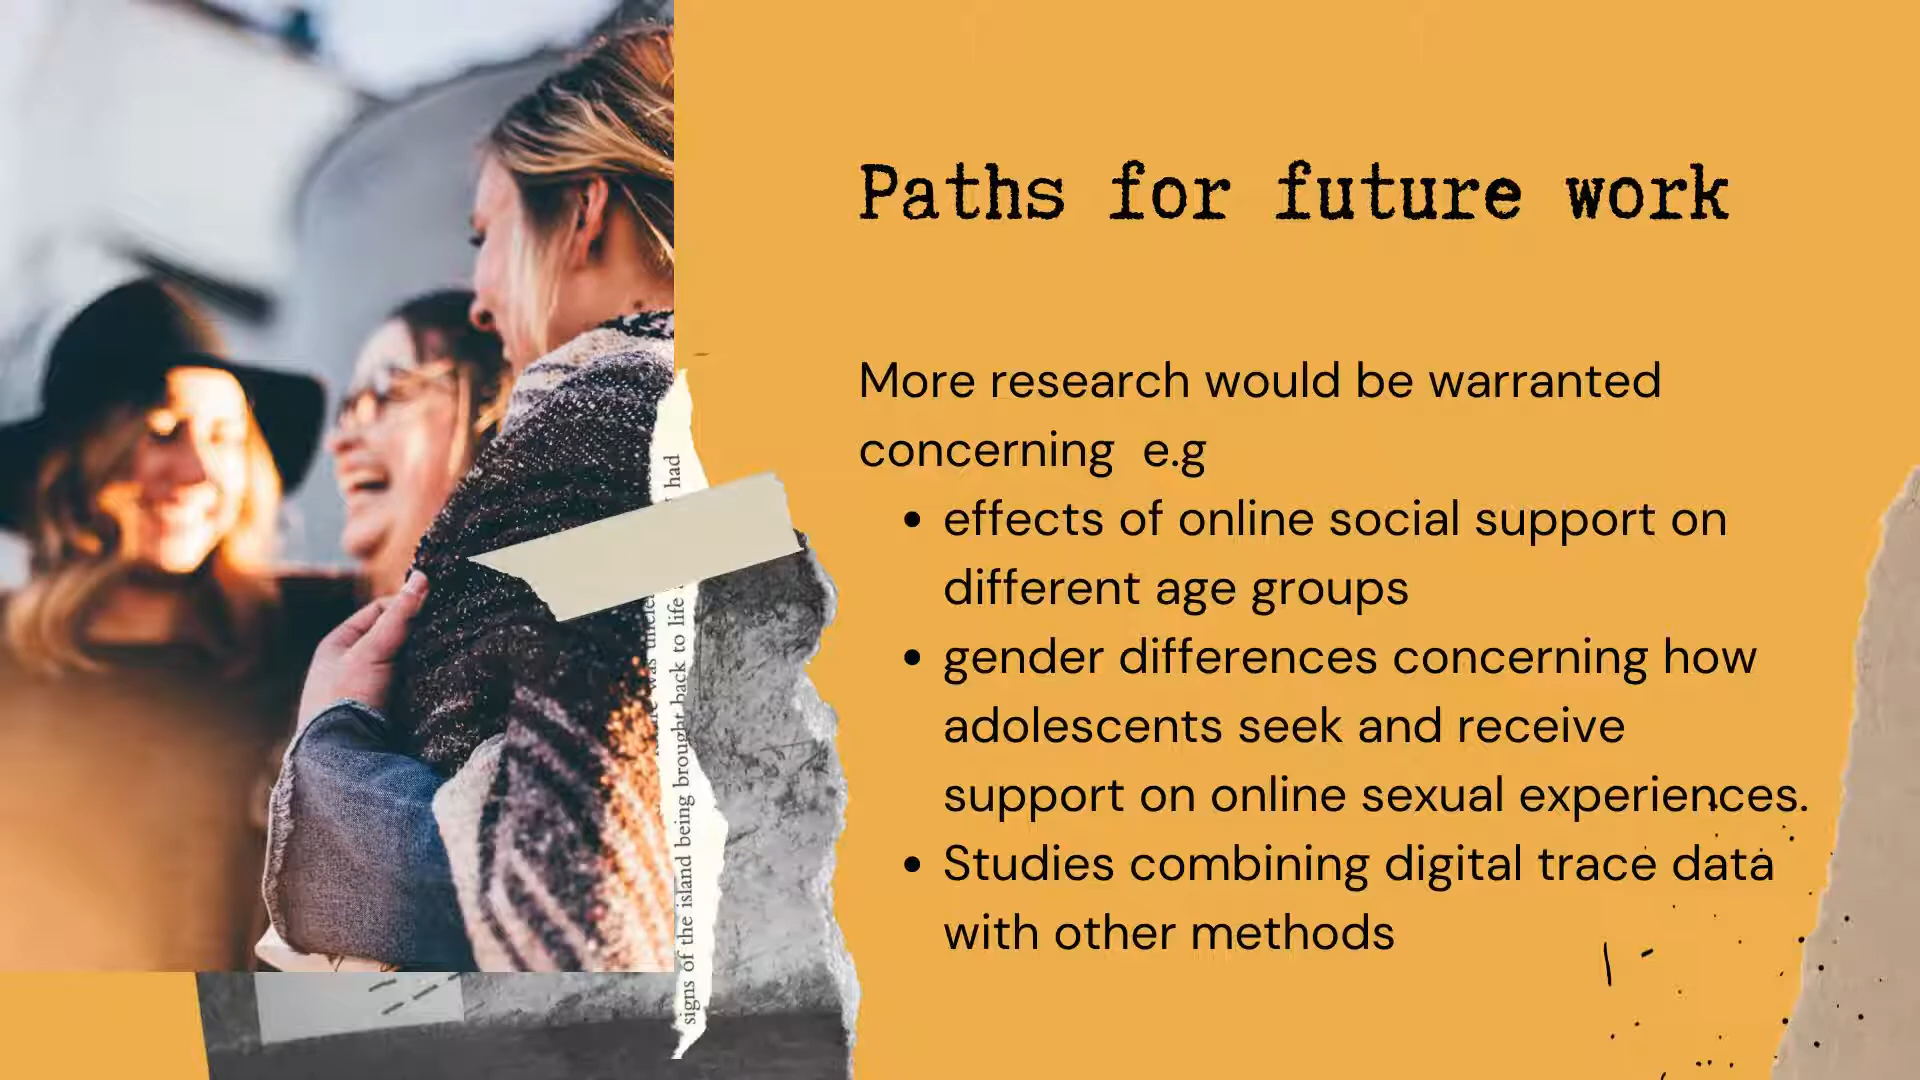 Paths for future work
More research would be warranted
concerning  e.g
• effects of online social support on
different age groups
• gender differences concerning how
adolescents seek and receive
support on online sexual experiences.
• Studies combining digital trace data
with other methods
had
was
signs of the island being brought back to life